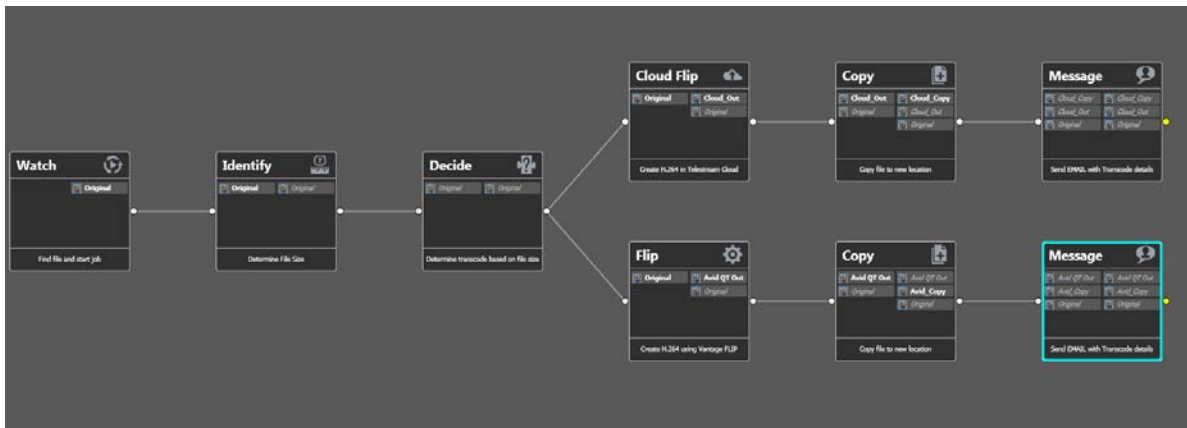 Watch
Original
Find file and start job
Identify
Original Original
Determine File Size
Decide
Original Original
Determine transcode based on file size
Cloud Flip
Original Cloud_Out
Original
Create H.264 in Telestream Cloud
Copy
Cloud_Out Cloud_Copy
Original Cloud_Out
Original
Copy file to new location
Message
Cloud_Copy Cloud_Copy
Cloud_Out Cloud_Out
Original Original
Send EMAIL with Transcode details
Flip
Original Avid QT Out
Original
Create H.264 using Vantage FLIP
Copy
Avid QT Out Avid QT Out
Original Avid_Copy
Original
Copy file to new location
Message
Avid QT Out Avid QT Out
Avid_Copy Avid_Copy
Original Original
Send EMAIL with Transcode details